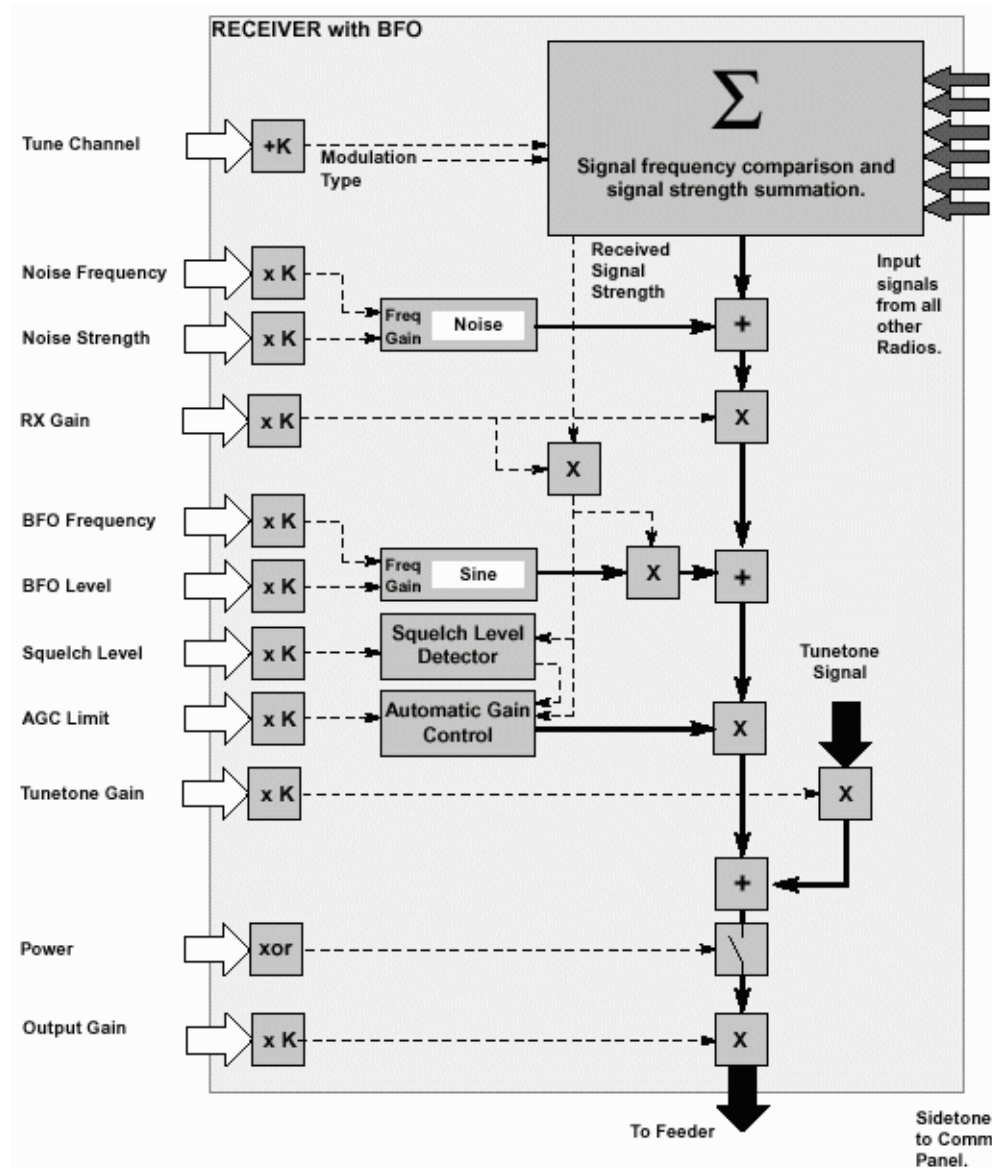 RECEIVER with BFO
Σ
Signal frequency comparison and
signal strength summation.
Tune Channel
+K
Modulation
Type
Received
Signal
Strength
Input
signals
from all
other
Radios.
Noise Frequency
x K
Freq
Gain
Noise
+
Noise Strength
x K
RX Gain
x K
X
X
BFO Frequency
x K
Freq
Gain
Sine
X
+
BFO Level
x K
Squelch Level
x K
Squelch Level
Detector
Tunetone
Signal
AGC Limit
x K
Automatic Gain
Control
X
Tunetone Gain
x K
X
+
Power
xor
Output Gain
x K
X
To Feeder
Sidetone
to Comm
Panel.